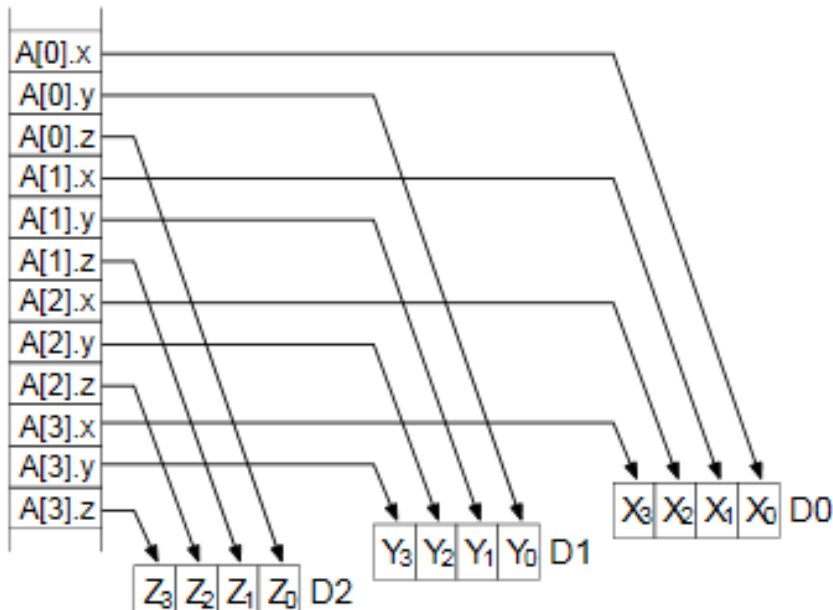 A[0].x
A[0].y
A[0].z
A[1].x
A[1].y
A[1].z
A[2].x
A[2].y
A[2].z
A[3].x
A[3].y
A[3].z
X₃ X₂ X₁ X₀ D0
Y₃ Y₂ Y₁ Y₀ D1
Z₃ Z₂ Z₁ Z₀ D2